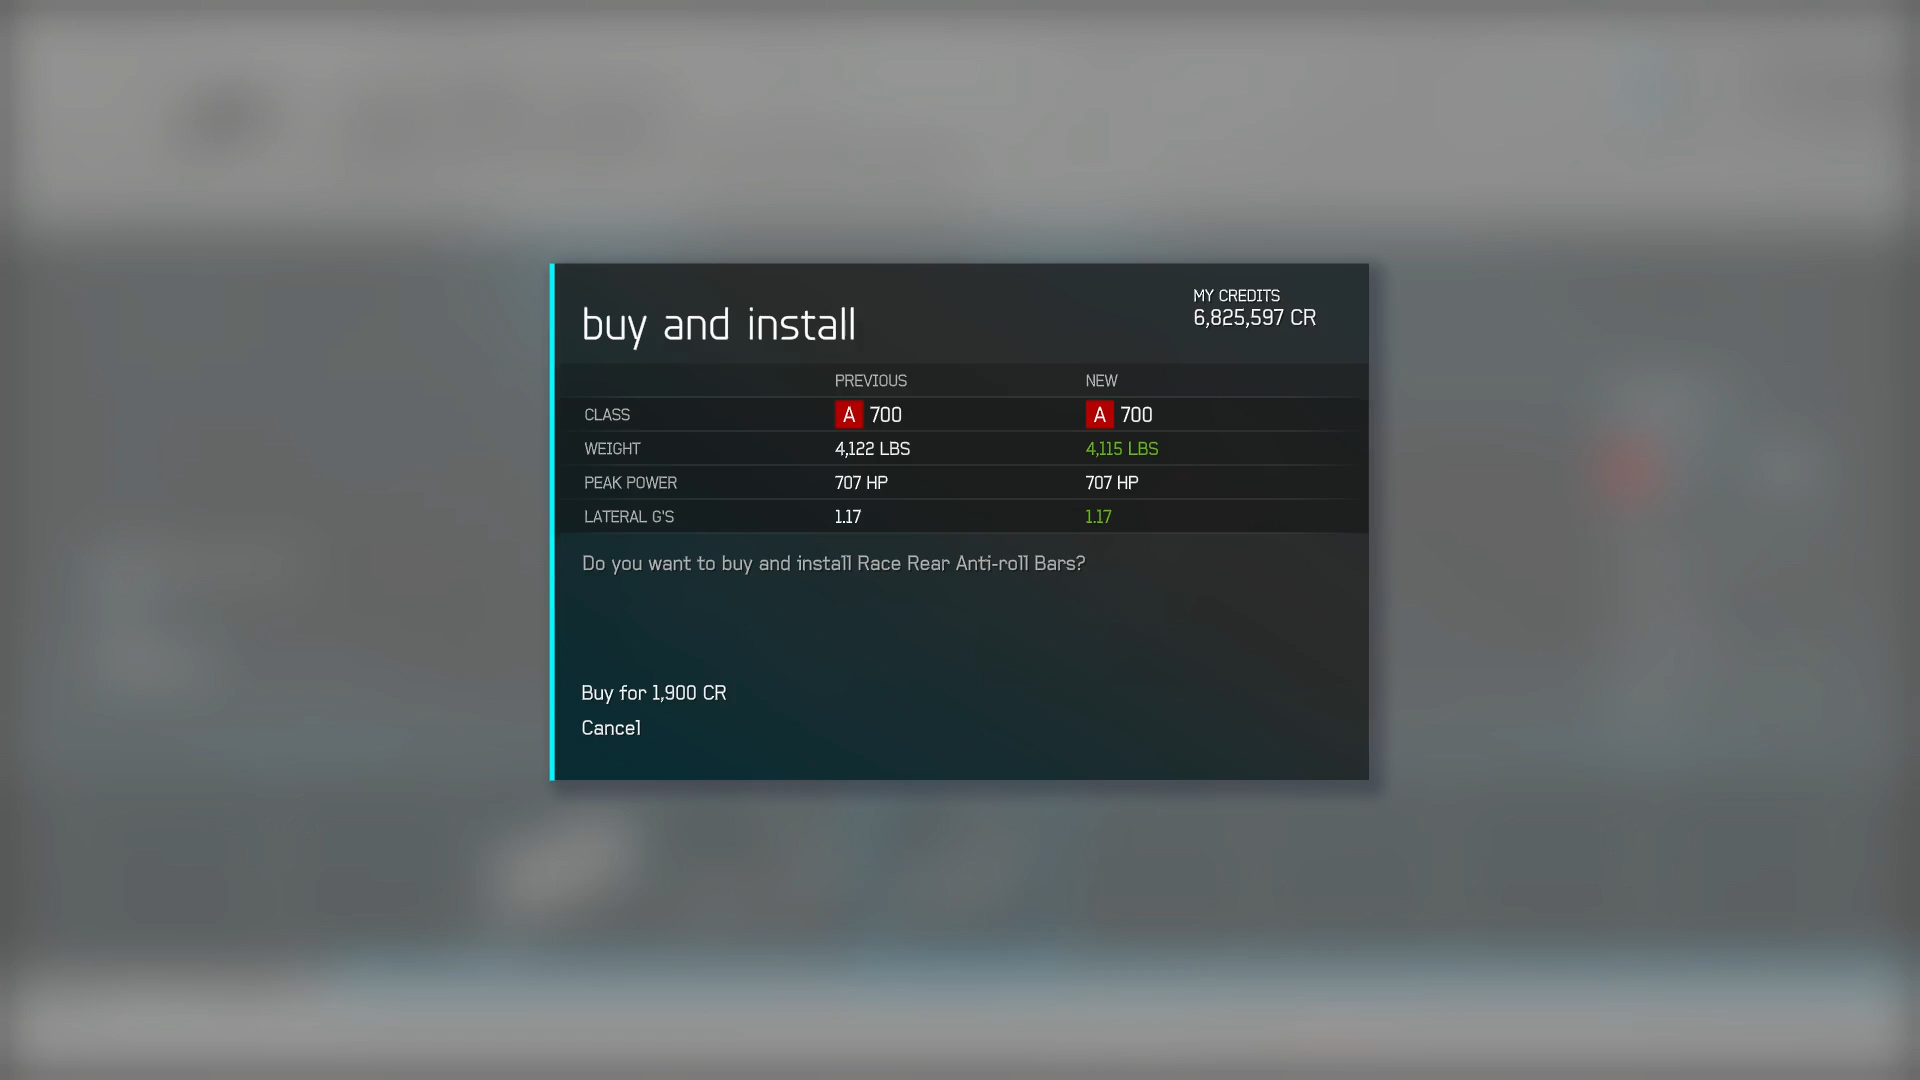 buy and install
MY CREDITS
6,825,597 CR
PREVIOUS NEW
CLASS A 700 A 700
WEIGHT 4,122 LBS 4,115 LBS
PEAK POWER 707 HP 707 HP
LATERAL G'S 1.17 1.17
Do you want to buy and install Race Rear Anti-roll Bars?
Buy for 1,900 CR
Cancel